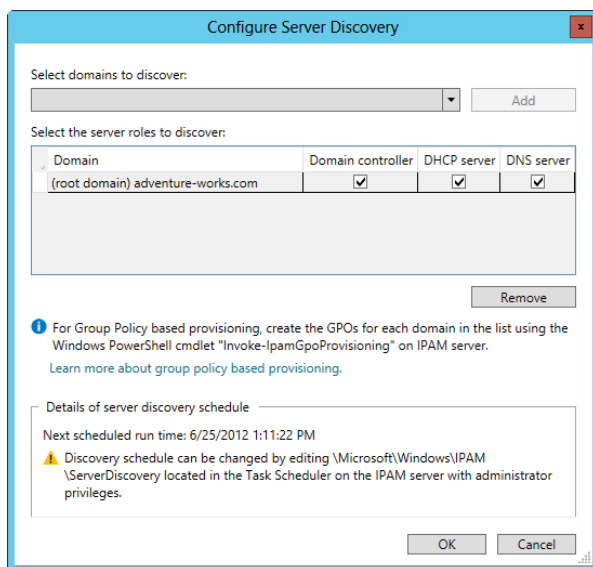 Configure Server Discovery
x
Select domains to discover:
Add
Select the server roles to discover:
Domain Domain controller DHCP server DNS server
(root domain) adventure-works.com
Remove
For Group Policy based provisioning, create the GPOs for each domain in the list using the
Windows PowerShell cmdlet "Invoke-IpamGpoProvisioning" on IPAM server.
Learn more about group policy based provisioning.
Details of server discovery schedule
Next scheduled run time: 6/25/2012 1:11:22 PM
Discovery schedule can be changed by editing \Microsoft\Windows\IPAM
\ServerDiscovery located in the Task Scheduler on the IPAM server with administrator
privileges.
OK Cancel